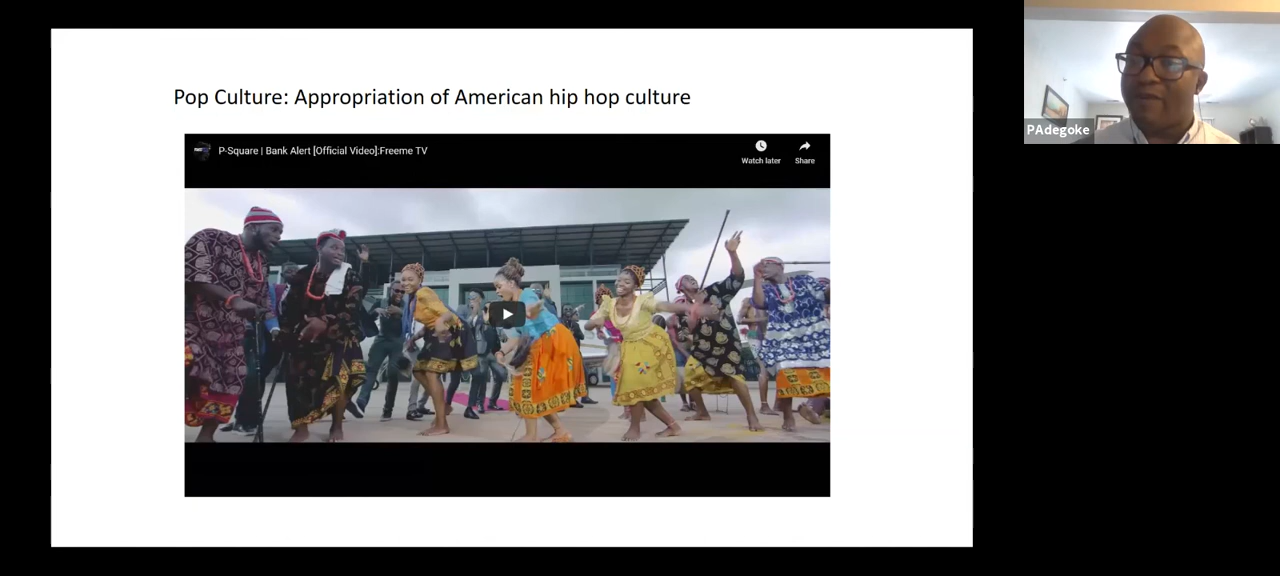 Pop Culture: Appropriation of American hip hop culture
P-Square | Bank Alert [Official Video]:Freeme TV
Watch later
Share
PAdegoke